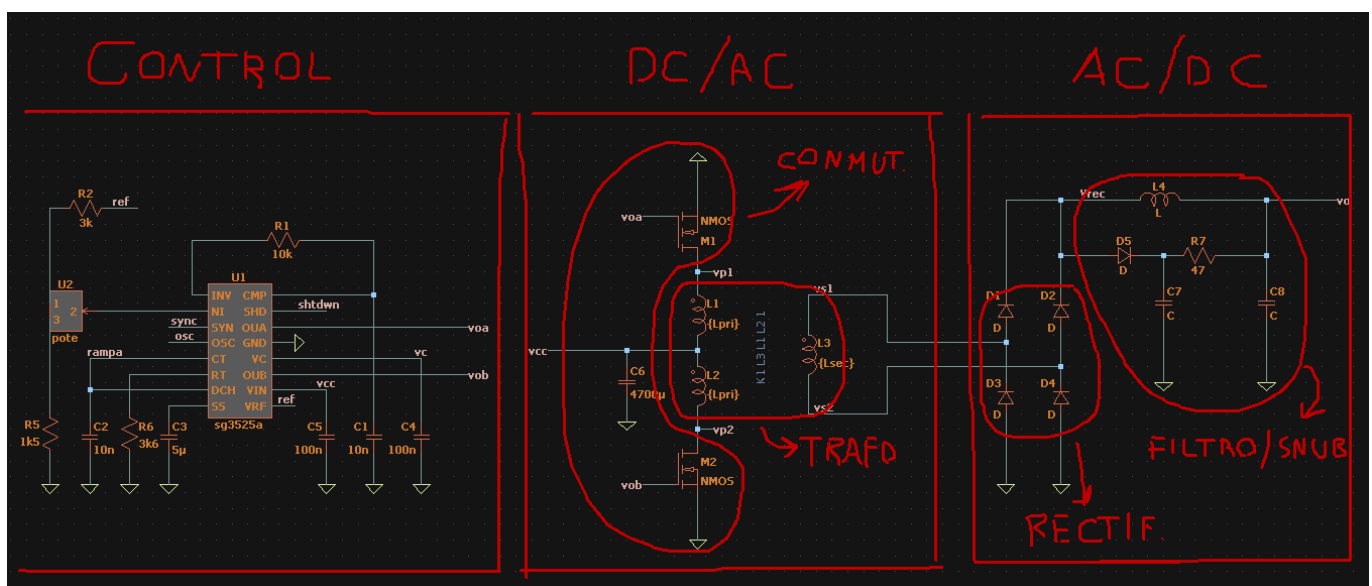 CONTROL
DC/AC
AC/DC
CONMUT.
R2
ref
3k
R1
10k
U2
1
2
3
pote
U1
INV CMP
NI SHD
SYN OUA
OSC GND
CT VC
RT OUB
DCH VIN
SS VRF
sg3525a
shtdwn
sync
osc
rampa
voa
vc
vob
vcc
ref
R5
1k5
C2
10n
R6
3k6
C3
5µ
C5
100n
C1
10n
C4
100n
voa
NMOS
M1
vp1
L1
{Lpri}
vcc
C6
4700µ
L2
{Lpri}
K1 L3 L1 L2 1
vs1
L3
{Lsec}
vs2
vp2
M2
NMOS
vob
TRAFO
vrec
L4
L
vo
D5
D
R7
47
C7
C
C8
C
D1
D
D2
D
D3
D
D4
D
FILTRO/SNUB
RECTIF.